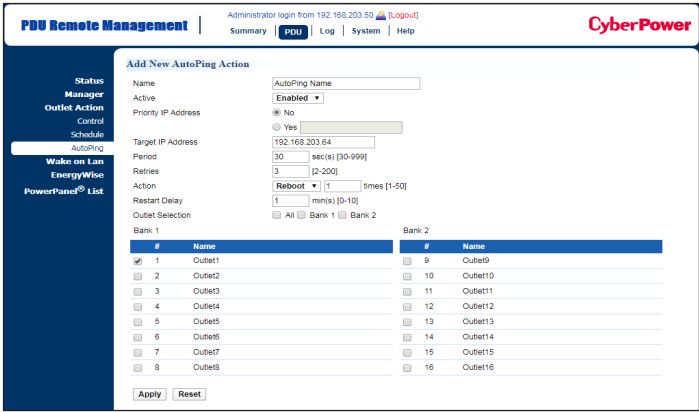 Administrator login from 192.168.203.50 [Logout]
PDU Remote Management
Summary PDU Log System Help
CyberPower
Status
Manager
Outlet Action
Control
Schedule
AutoPing
Wake on Lan
EnergyWise
PowerPanel® List
Add New AutoPing Action
Name AutoPing Name
Active Enabled
Priority IP Address No
Yes
Target IP Address 192.168.203.64
Period 30 sec(s) [30-999]
Retries 3 [2-200]
Action Reboot 1 times [1-50]
Restart Delay 1 min(s) [0-10]
Outlet Selection All Bank 1 Bank 2
Bank 1
# Name
1 Outlet1
2 Outlet2
3 Outlet3
4 Outlet4
5 Outlet5
6 Outlet6
7 Outlet7
8 Outlet8
Bank 2
# Name
9 Outlet9
10 Outlet10
11 Outlet11
12 Outlet12
13 Outlet13
14 Outlet14
15 Outlet15
16 Outlet16
Apply Reset